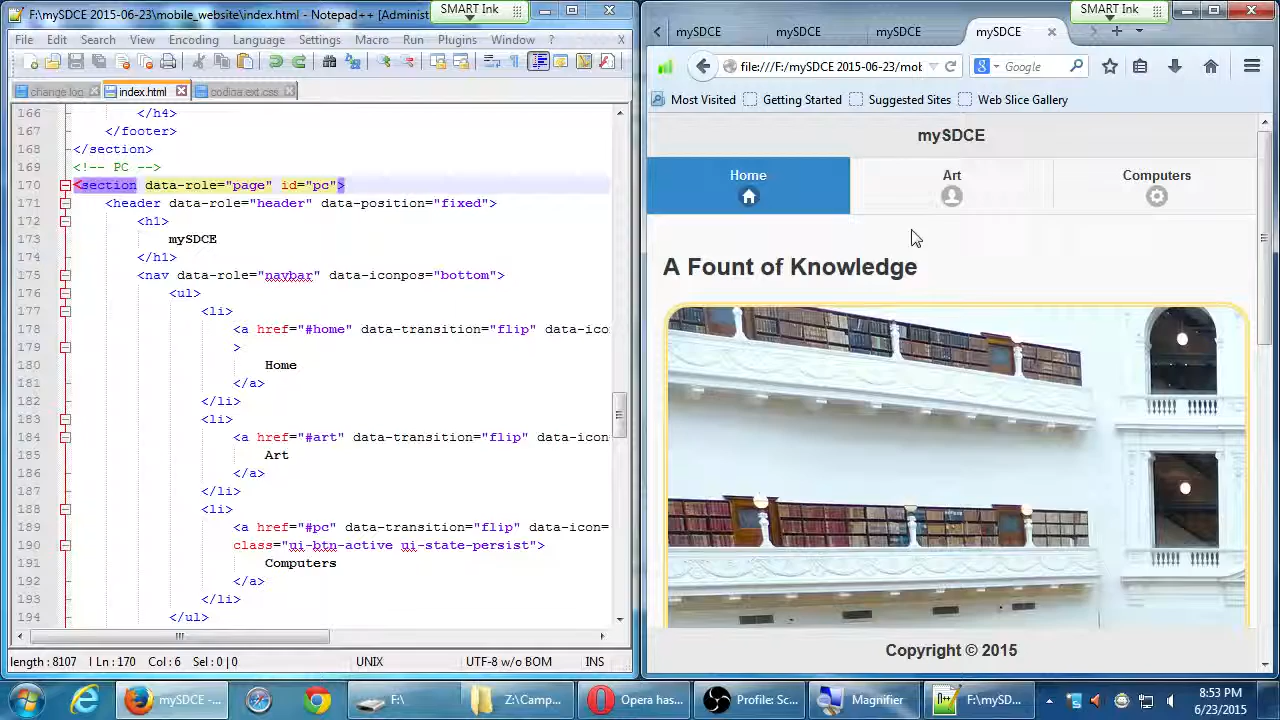 F:\mySDCE 2015-06-23\mobile_website\index.html - Notepad++ [Admini
SMART Ink
File Edit Search View Encoding Language Settings Macro Run Plugins Window ? X
change log
index.html
codiqa.ext.css
166 </h4>
167 </footer>
168 </section>
169 <!-- PC -->
170 <section data-role="page" id="pc">
171 <header data-role="header" data-position="fixed">
172 <h1>
173 mySDCE
174 </h1>
175 <nav data-role="navbar" data-iconpos="bottom">
176 <ul>
177 <li>
178 <a href="#home" data-transition="flip" data-ico
179 >
180 Home
181 </a>
182 </li>
183 <li>
184 <a href="#art" data-transition="flip" data-icon
185 Art
186 </a>
187 </li>
188 <li>
189 <a href="#pc" data-transition="flip" data-icon=
190 class="ui-btn-active ui-state-persist">
191 Computers
192 </a>
193 </li>
194 </ul>
length : 8107 l Ln : 170 Col : 6 Sel : 0 | 0 UNIX UTF-8 w/o BOM INS
SMART Ink
mySDCE mySDCE mySDCE mySDCE
file:///F:/mySDCE 2015-06-23/mob
Google
Most Visited Getting Started Suggested Sites Web Slice Gallery
mySDCE
Home Art Computers
A Fount of Knowledge
Copyright © 2015
mySDCE -...
F:\
Z:\Camp...
Opera has...
Profile: Sc...
Magnifier
F:\mySD...
8:53 PM
6/23/2015